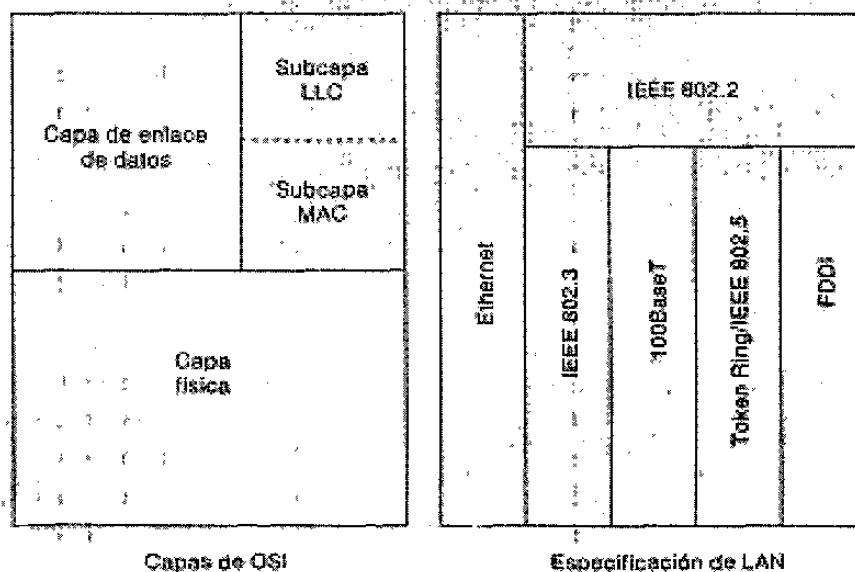 Capa de enlace
de datos
Subcapa
LLC
Subcapa
MAC
Capa
física
Capas de OSI
IEEE 802.2
Ethernet
IEEE 802.3
100BaseT
Token Ring/IEEE 802.5
FDDI
Especificación de LAN